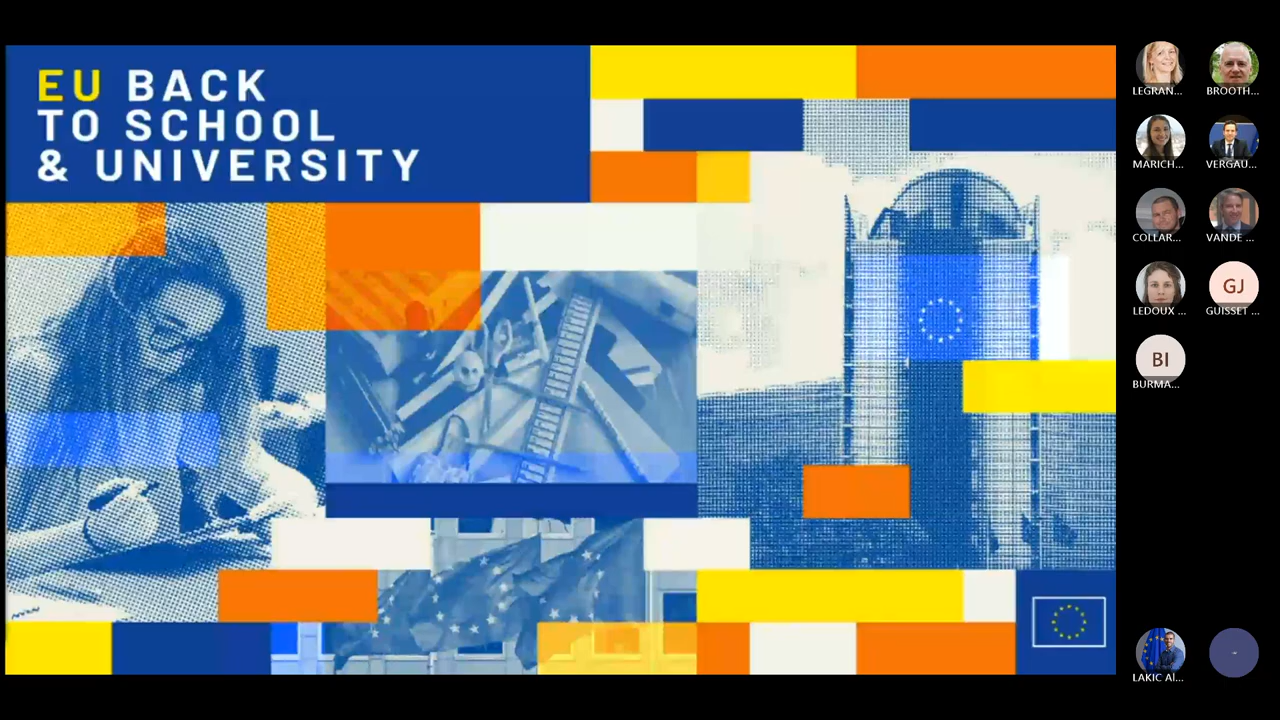 EU BACK
TO SCHOOL
& UNIVERSITY
LEGRAN...
BROOTH...
MARICH...
VERGAU...
COLLAR...
VANDE ...
LEDOUX ...
GJ
GUISSET ...
BI
BURMA...
LAKIC Al...